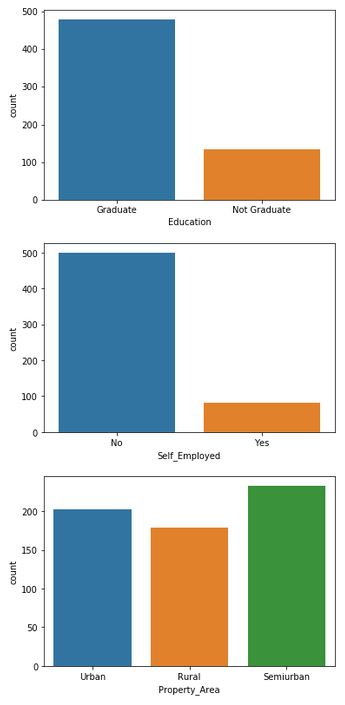 500
400
300
200
100
0
count
Graduate Not Graduate
Education
500
400
300
200
100
0
count
No Yes
Self_Employed
200
150
100
50
0
count
Urban Rural Semiurban
Property_Area